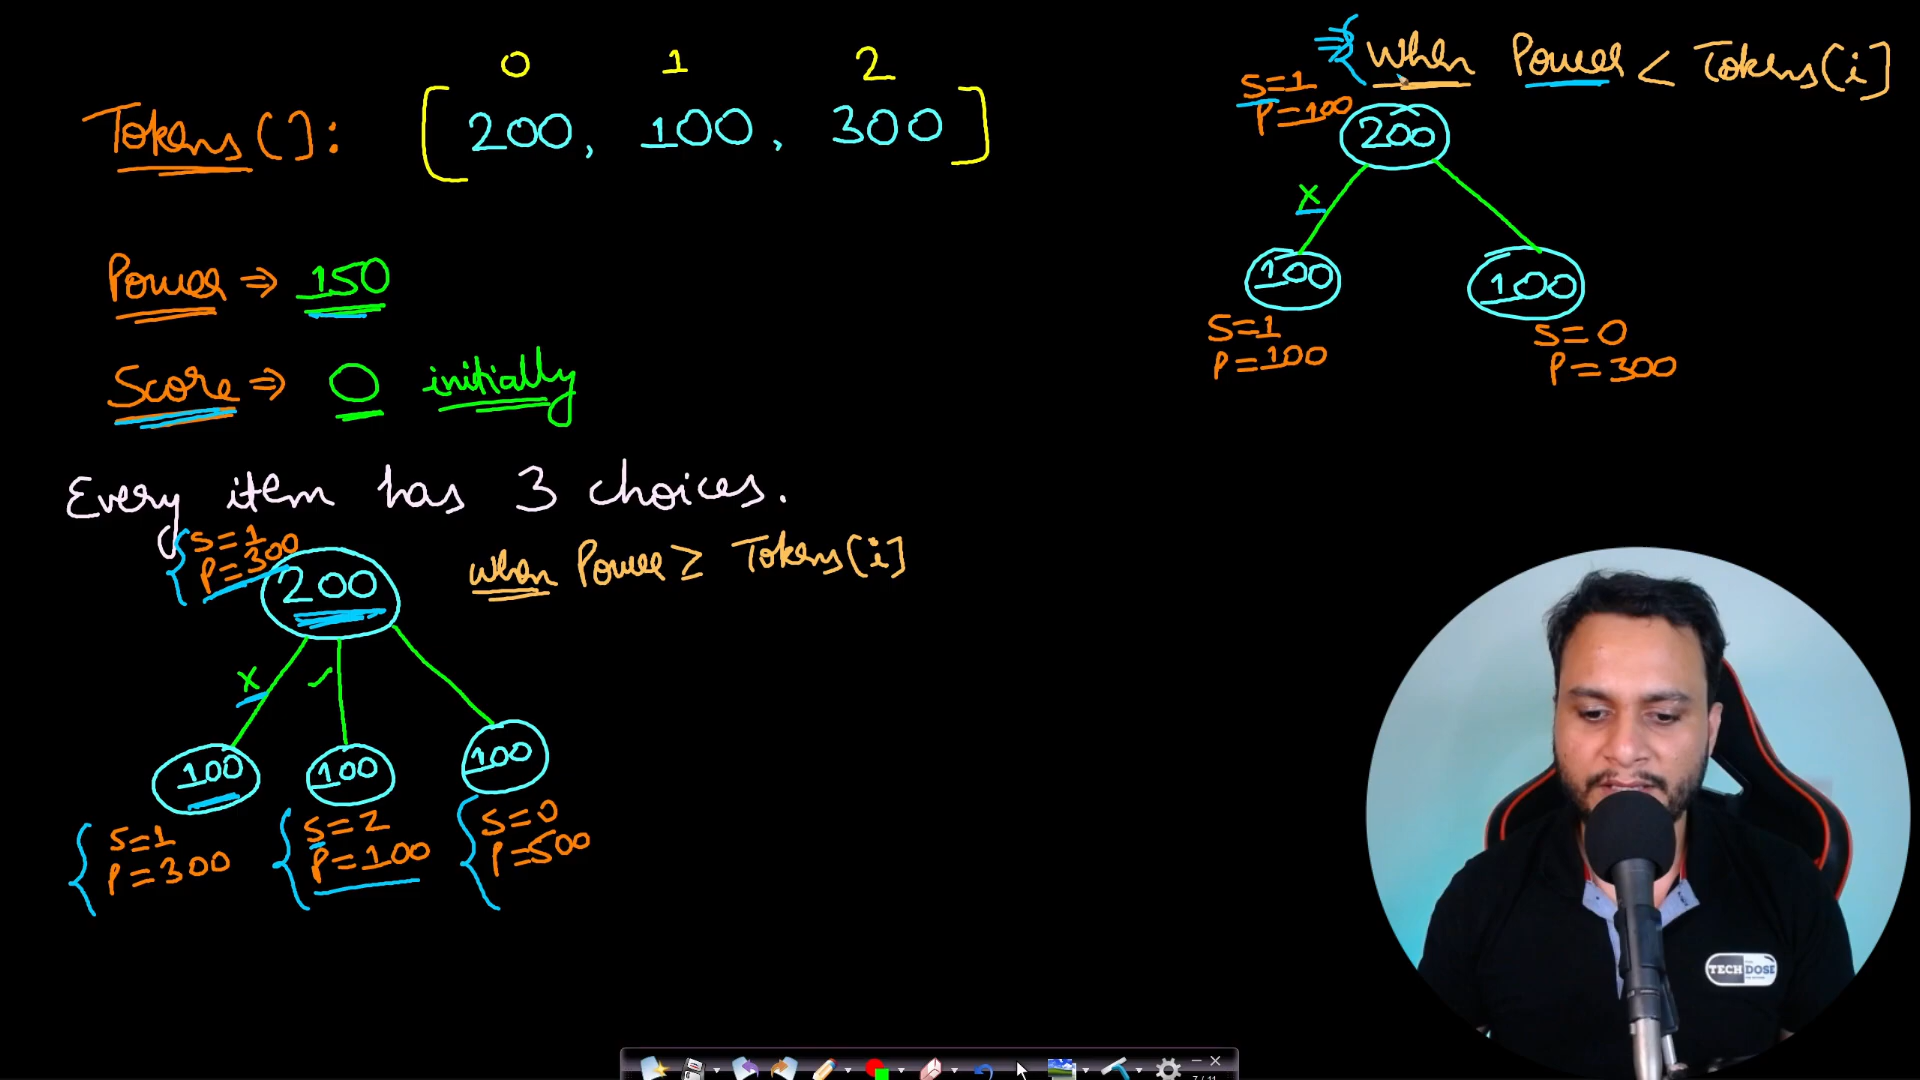 0 1 2
Tokens[]: [200, 100, 300]
Power ⇒ 150
Score ⇒ 0 initially
Every item has 3 choices.
S=1
P=300
200
when Power ≥ Tokens[i]
x ✓
100 100 100
S=1
P=300
S=2
P=100
S=0
P=500
when Power < Tokens[i]
S=1
P=100
200
x
100 100
S=1
P=100
S=0
P=300
TECH DOSE
7 / 11